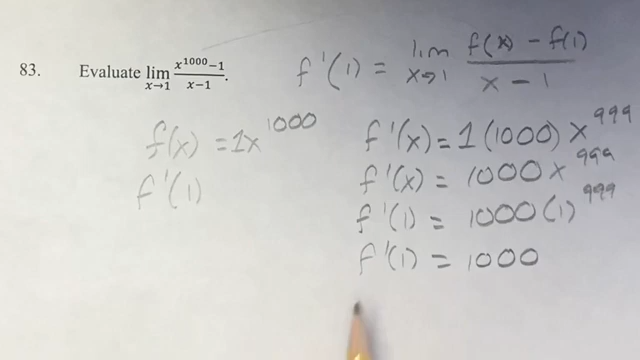 83. Evaluate lim x→1 x^1000−1 / x−1.
f'(1) = lim x→1 f(x) − f(1) / x − 1
f(x) = 1x^1000
f'(1)
f'(x) = 1(1000)x^999
f'(x) = 1000x^999
f'(1) = 1000(1)^999
f'(1) = 1000